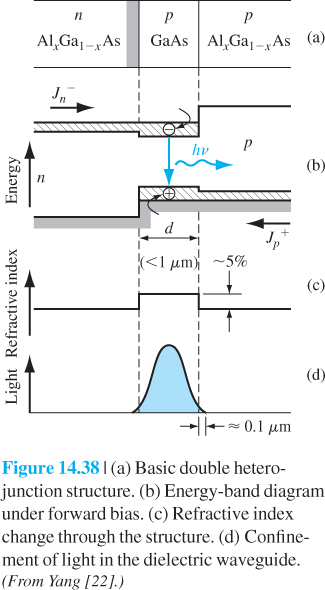 n p p
AlₓGa₁₋ₓAs GaAs AlₓGa₁₋ₓAs (a)
Jₙ⁻
hν
p
(b)
n
Energy
d
Jₚ⁺
(<1 μm) ~5%
(c)
Refractive index
(d)
Light
≈ 0.1 μm
Figure 14.38 | (a) Basic double hetero-
junction structure. (b) Energy-band diagram
under forward bias. (c) Refractive index
change through the structure. (d) Confine-
ment of light in the dielectric waveguide.
(From Yang [22].)